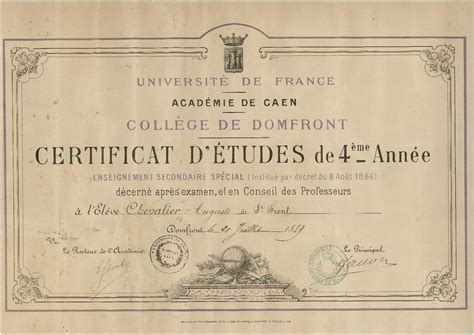 UNIVERSITÉ DE FRANCE
ACADÉMIE DE CAEN
COLLÈGE DE DOMFRONT
CERTIFICAT D'ÉTUDES de 4ème Année
ENSEIGNEMENT SECONDAIRE SPÉCIAL (Institué par decret du 8 Août 1886)
décerné après examen, et en Conseil des Professeurs
à l'Elève Chevalier Auguste de St Front
Domfront, le Juillet 1889
Le Recteur de l'Académie,
Le Principal,